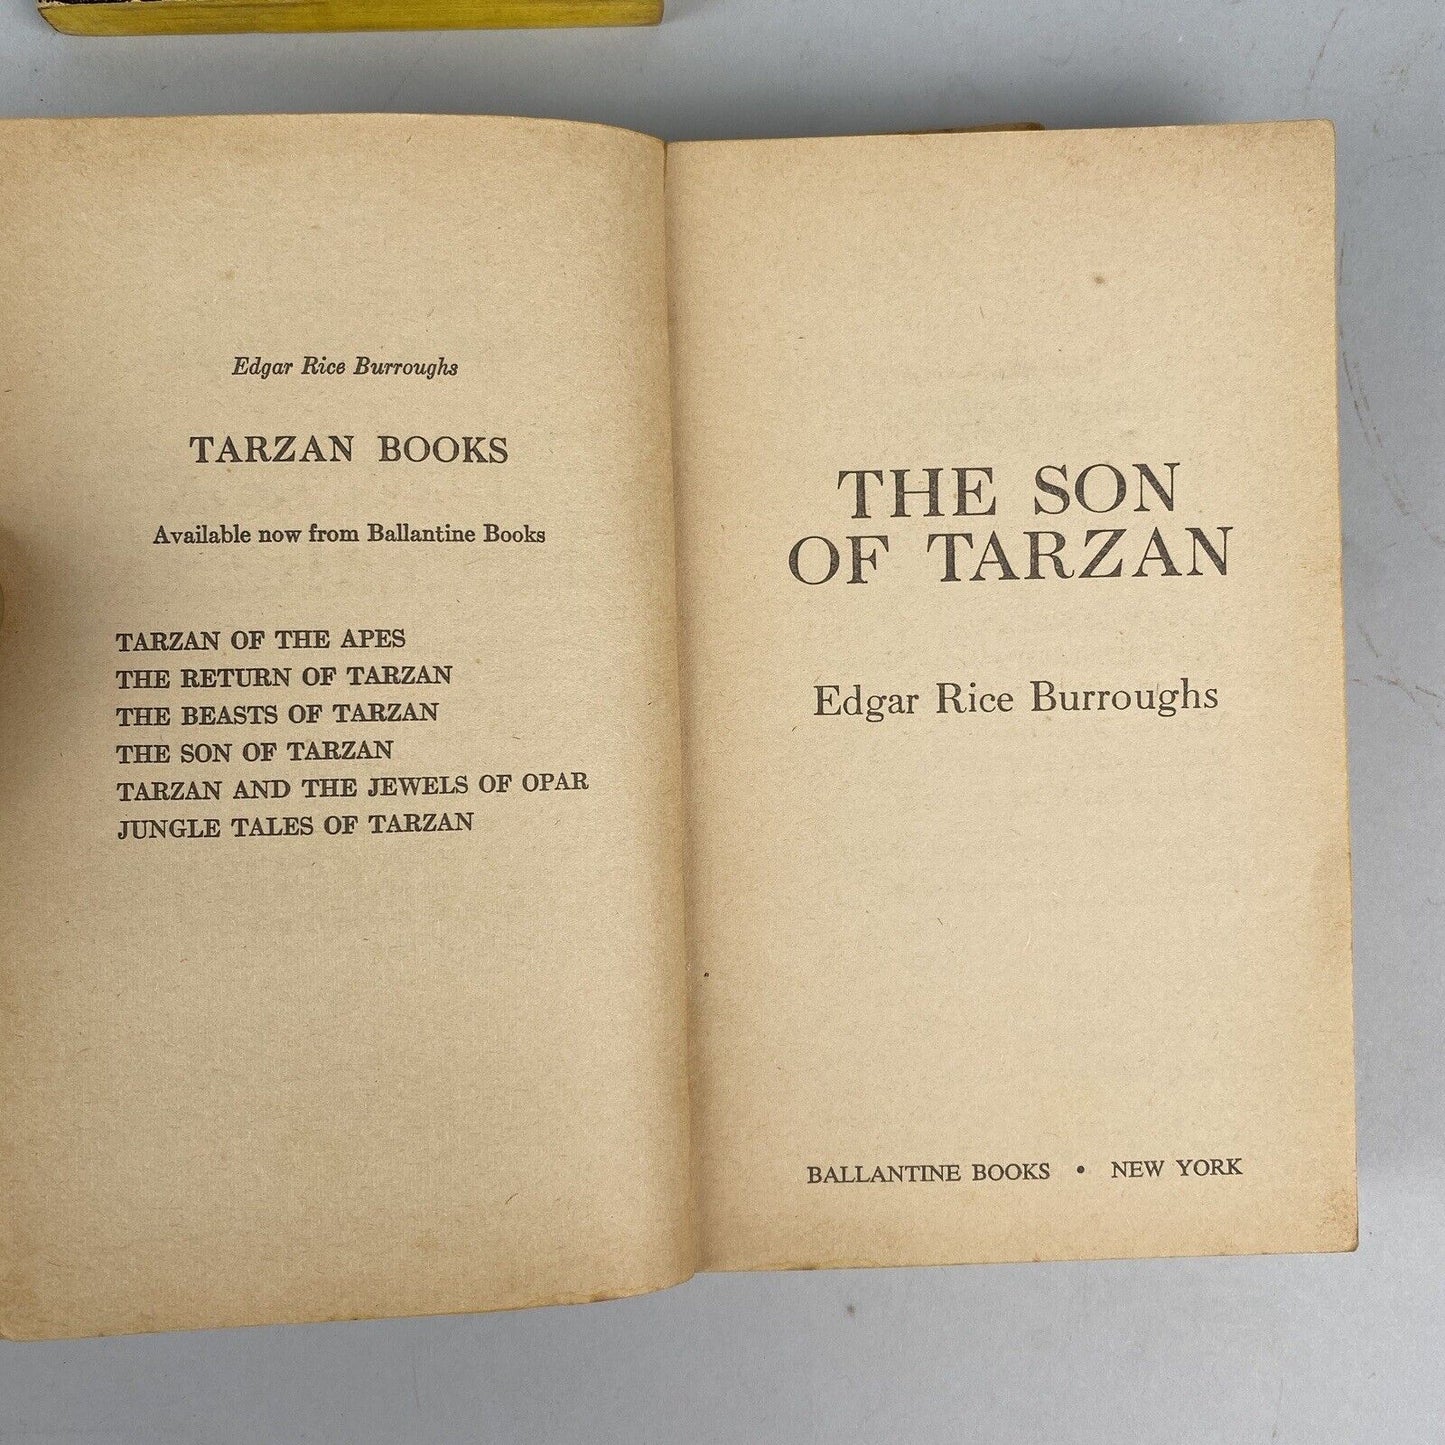 Edgar Rice Burroughs
TARZAN BOOKS
Available now from Ballantine Books
TARZAN OF THE APES
THE RETURN OF TARZAN
THE BEASTS OF TARZAN
THE SON OF TARZAN
TARZAN AND THE JEWELS OF OPAR
JUNGLE TALES OF TARZAN
THE SON
OF TARZAN
Edgar Rice Burroughs
BALLANTINE BOOKS • NEW YORK